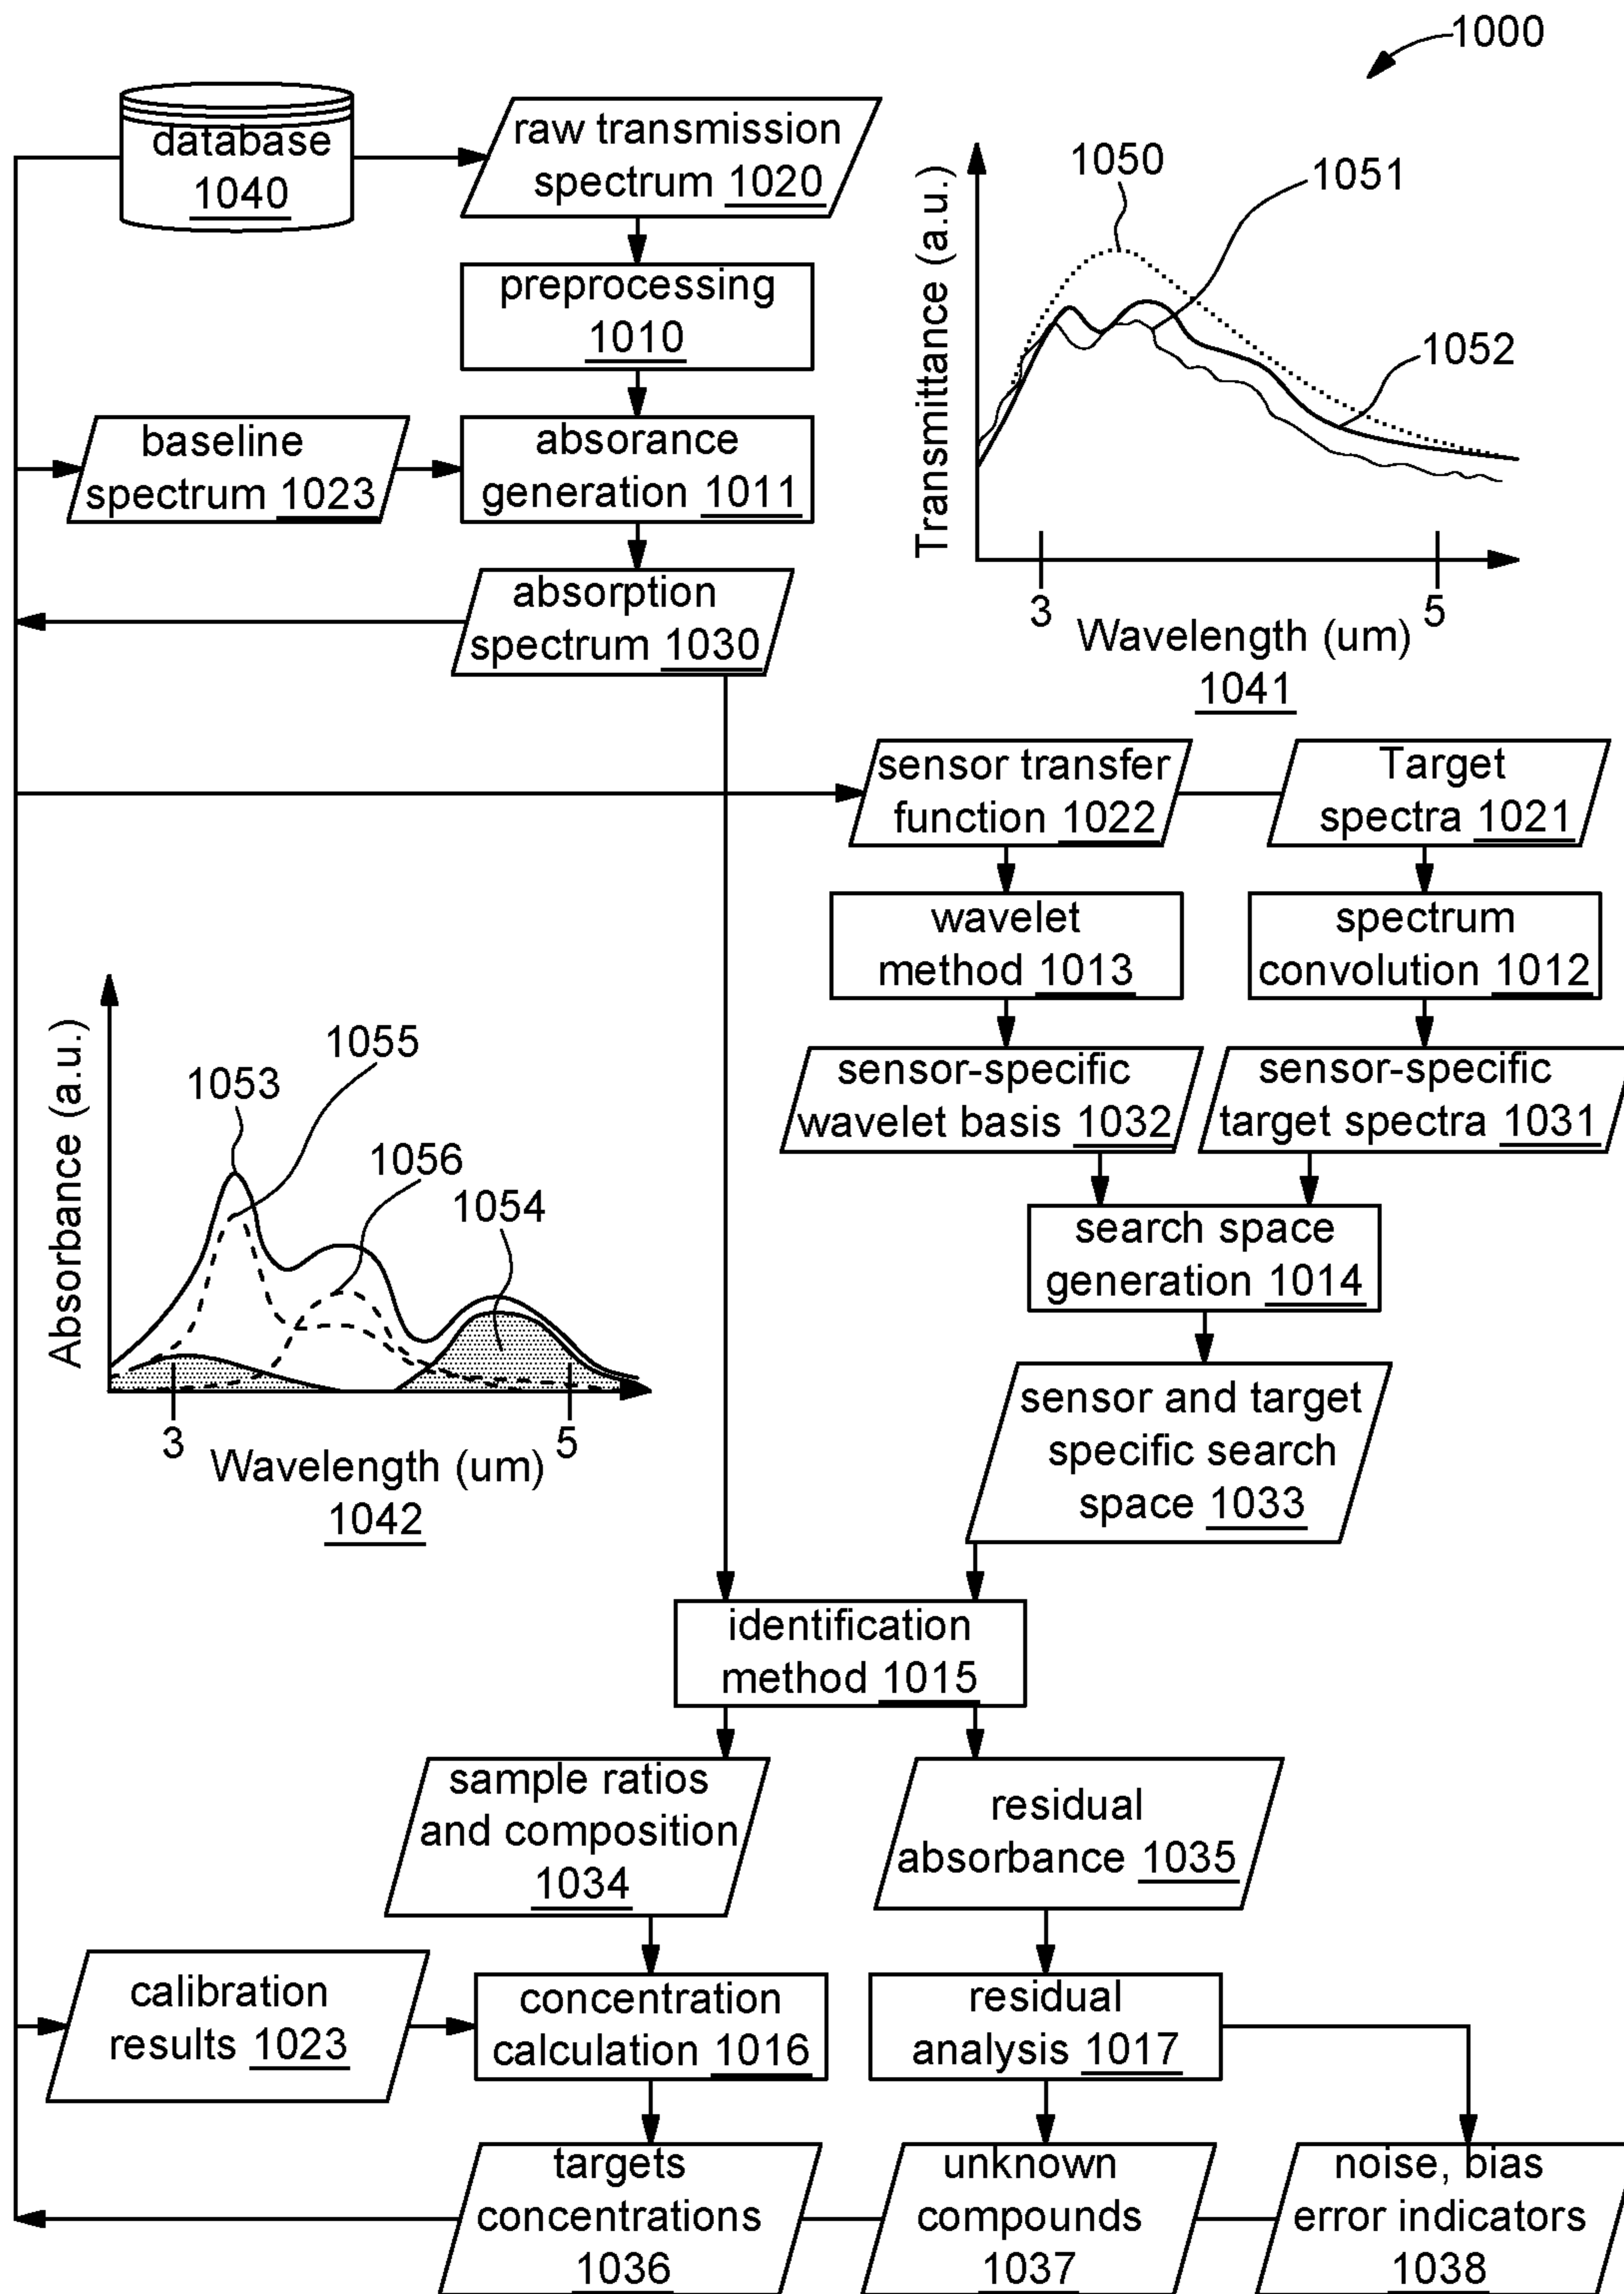 1000
database
1040
raw transmission
spectrum 1020
preprocessing
1010
baseline
spectrum 1023
absorance
generation 1011
absorption
spectrum 1030
Transmittance (a.u.)
1050
1051
1052
3
5
Wavelength (um)
1041
sensor transfer
function 1022
Target
spectra 1021
wavelet
method 1013
spectrum
convolution 1012
sensor-specific
wavelet basis 1032
sensor-specific
target spectra 1031
search space
generation 1014
sensor and target
specific search
space 1033
Absorbance (a.u.)
1053
1055
1056
1054
3
5
Wavelength (um)
1042
identification
method 1015
sample ratios
and composition
1034
residual
absorbance 1035
calibration
results 1023
concentration
calculation 1016
residual
analysis 1017
targets
concentrations
1036
unknown
compounds
1037
noise, bias
error indicators
1038